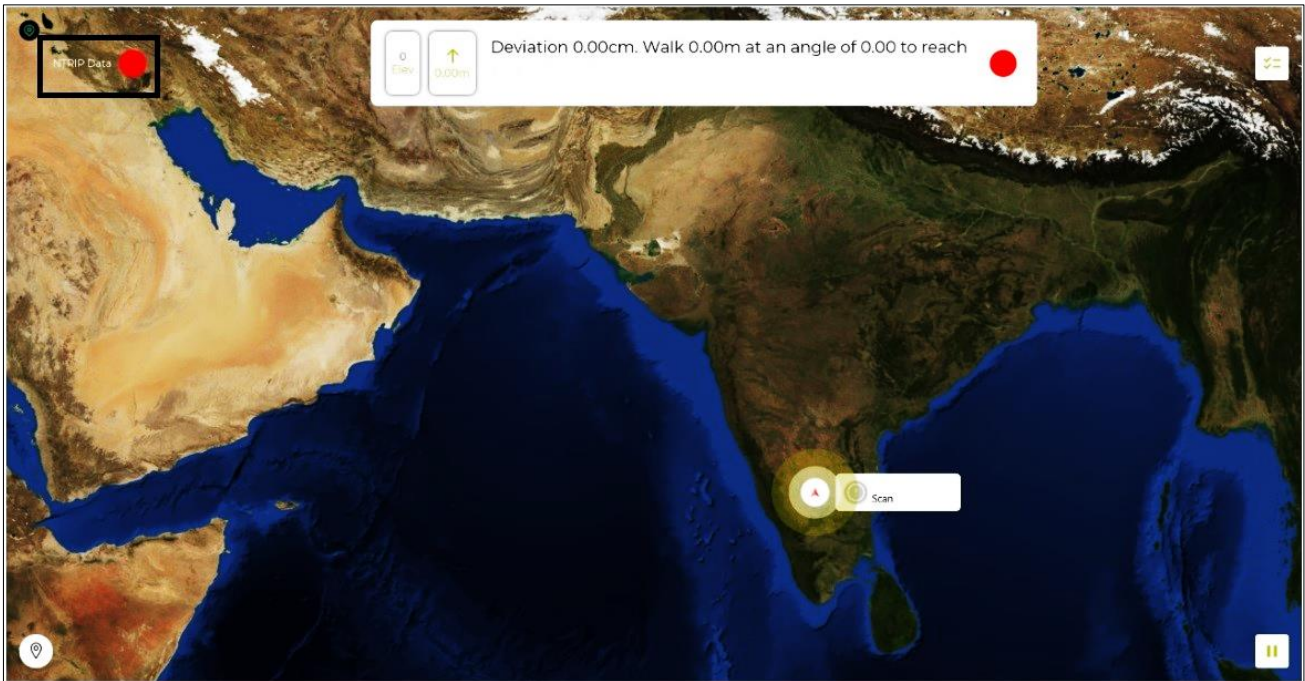 NTRIP Data
0
Elev
0.00m
Deviation 0.00cm. Walk 0.00m at an angle of 0.00 to reach
Scan